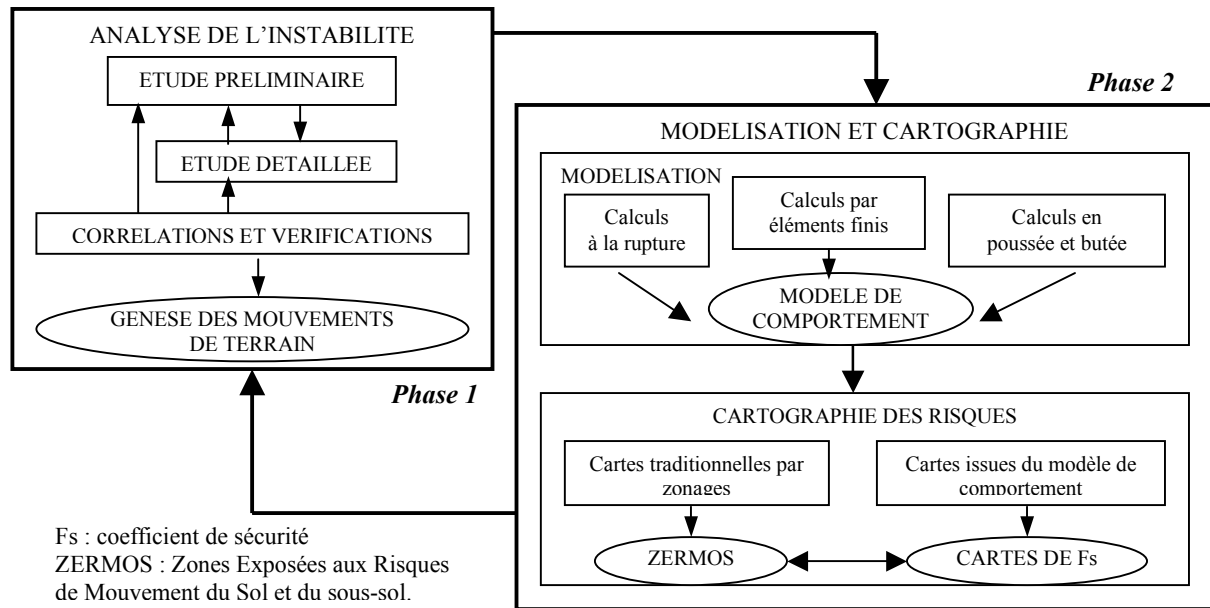 ANALYSE DE L’INSTABILITE
ETUDE PRELIMINAIRE
ETUDE DETAILLEE
CORRELATIONS ET VERIFICATIONS
GENESE DES MOUVEMENTS
DE TERRAIN
Phase 1
Phase 2
MODELISATION ET CARTOGRAPHIE
MODELISATION
Calculs
à la rupture
Calculs par
éléments finis
Calculs en
poussée et butée
MODELE DE
COMPORTEMENT
CARTOGRAPHIE DES RISQUES
Cartes traditionnelles par
zonages
Cartes issues du modèle de
comportement
ZERMOS
CARTES DE Fs
Fs : coefficient de sécurité
ZERMOS : Zones Exposées aux Risques
de Mouvement du Sol et du sous-sol.